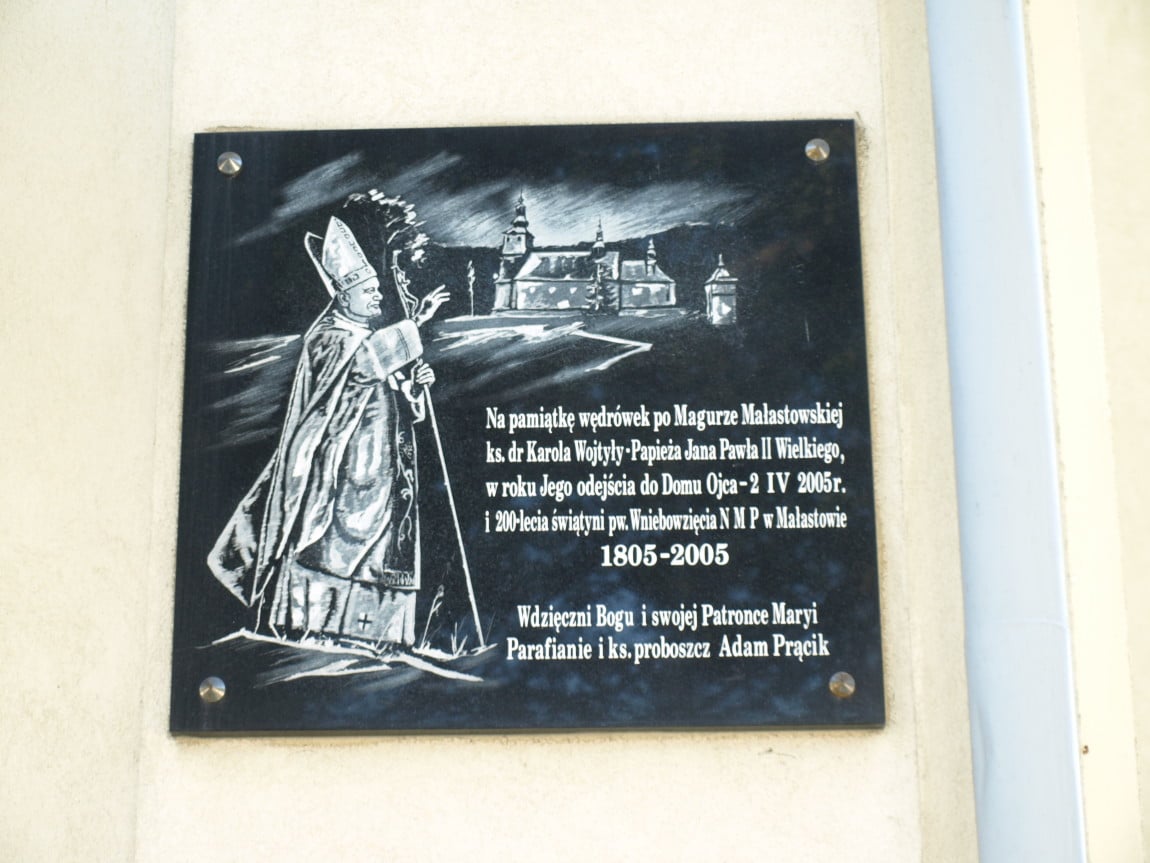 Na pamiątkę wędrówek po Magurze Małastowskiej
ks. dr Karola Wojtyły-Papieża Jana Pawła II Wielkiego,
w roku Jego odejścia do Domu Ojca-2 IV 2005r.
i 200-lecia świątyni pw. Wniebowzięcia N M P w Małastowie
1805-2005
Wdzięczni Bogu i swojej Patronce Maryi
Parafianie i ks. proboszcz Adam Prącik